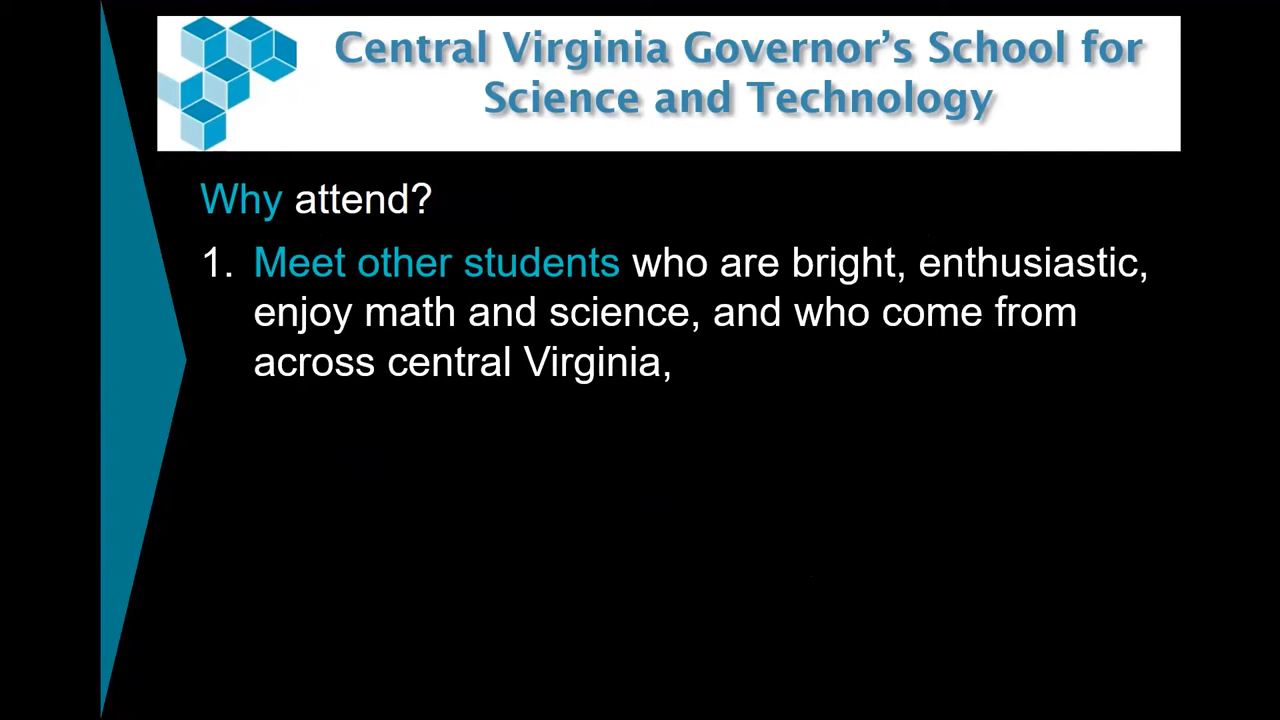 Central Virginia Governor’s School for
Science and Technology
Why attend?
1. Meet other students who are bright, enthusiastic,
enjoy math and science, and who come from
across central Virginia,